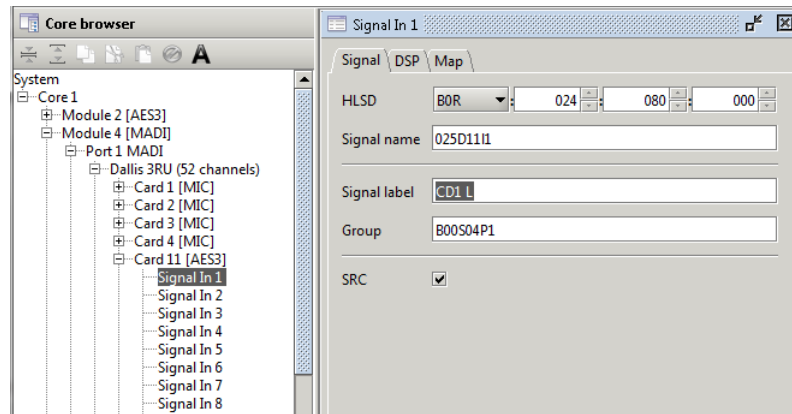 Core browser
A
System
Core 1
Module 2 [AES3]
Module 4 [MADI]
Port 1 MADI
Dallis 3RU (52 channels)
Card 1 [MIC]
Card 2 [MIC]
Card 3 [MIC]
Card 4 [MIC]
Card 11 [AES3]
Signal In 1
Signal In 2
Signal In 3
Signal In 4
Signal In 5
Signal In 6
Signal In 7
Signal In 8
Signal In 1
Signal DSP Map
HLSD B0R : 024 : 080 : 000
Signal name 025D11I1
Signal label CD1 L
Group B00S04P1
SRC